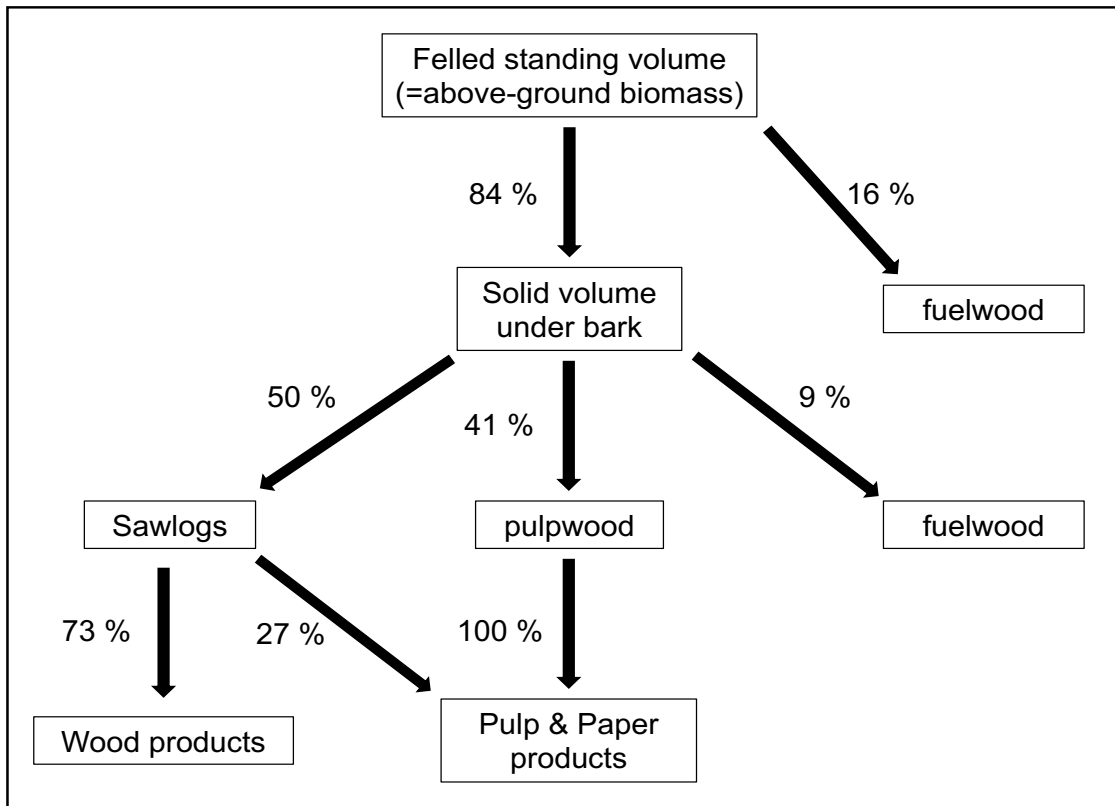 Felled standing volume
(=above-ground biomass)
84 %
16 %
Solid volume
under bark
fuelwood
50 %
41 %
9 %
Sawlogs
pulpwood
fuelwood
73 %
27 %
100 %
Wood products
Pulp & Paper
products